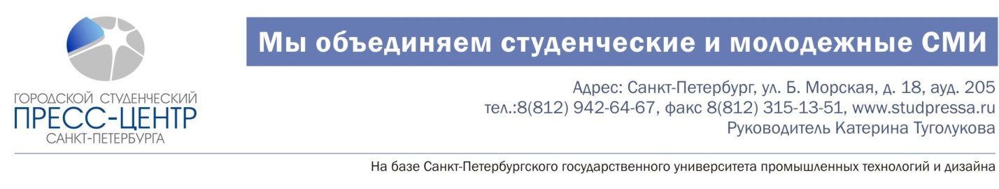 ГОРОДСКОЙ СТУДЕНЧЕСКИЙ
ПРЕСС-ЦЕНТР
САНКТ-ПЕТЕРБУРГА
Мы объединяем студенческие и молодежные СМИ
Адрес: Санкт-Петербург, ул. Б. Морская, д. 18, ауд. 205
тел.:8(812) 942-64-67, факс 8(812) 315-13-51, www.studpressa.ru
Руководитель Катерина Туголукова
На базе Санкт-Петербургского государственного университета промышленных технологий и дизайна